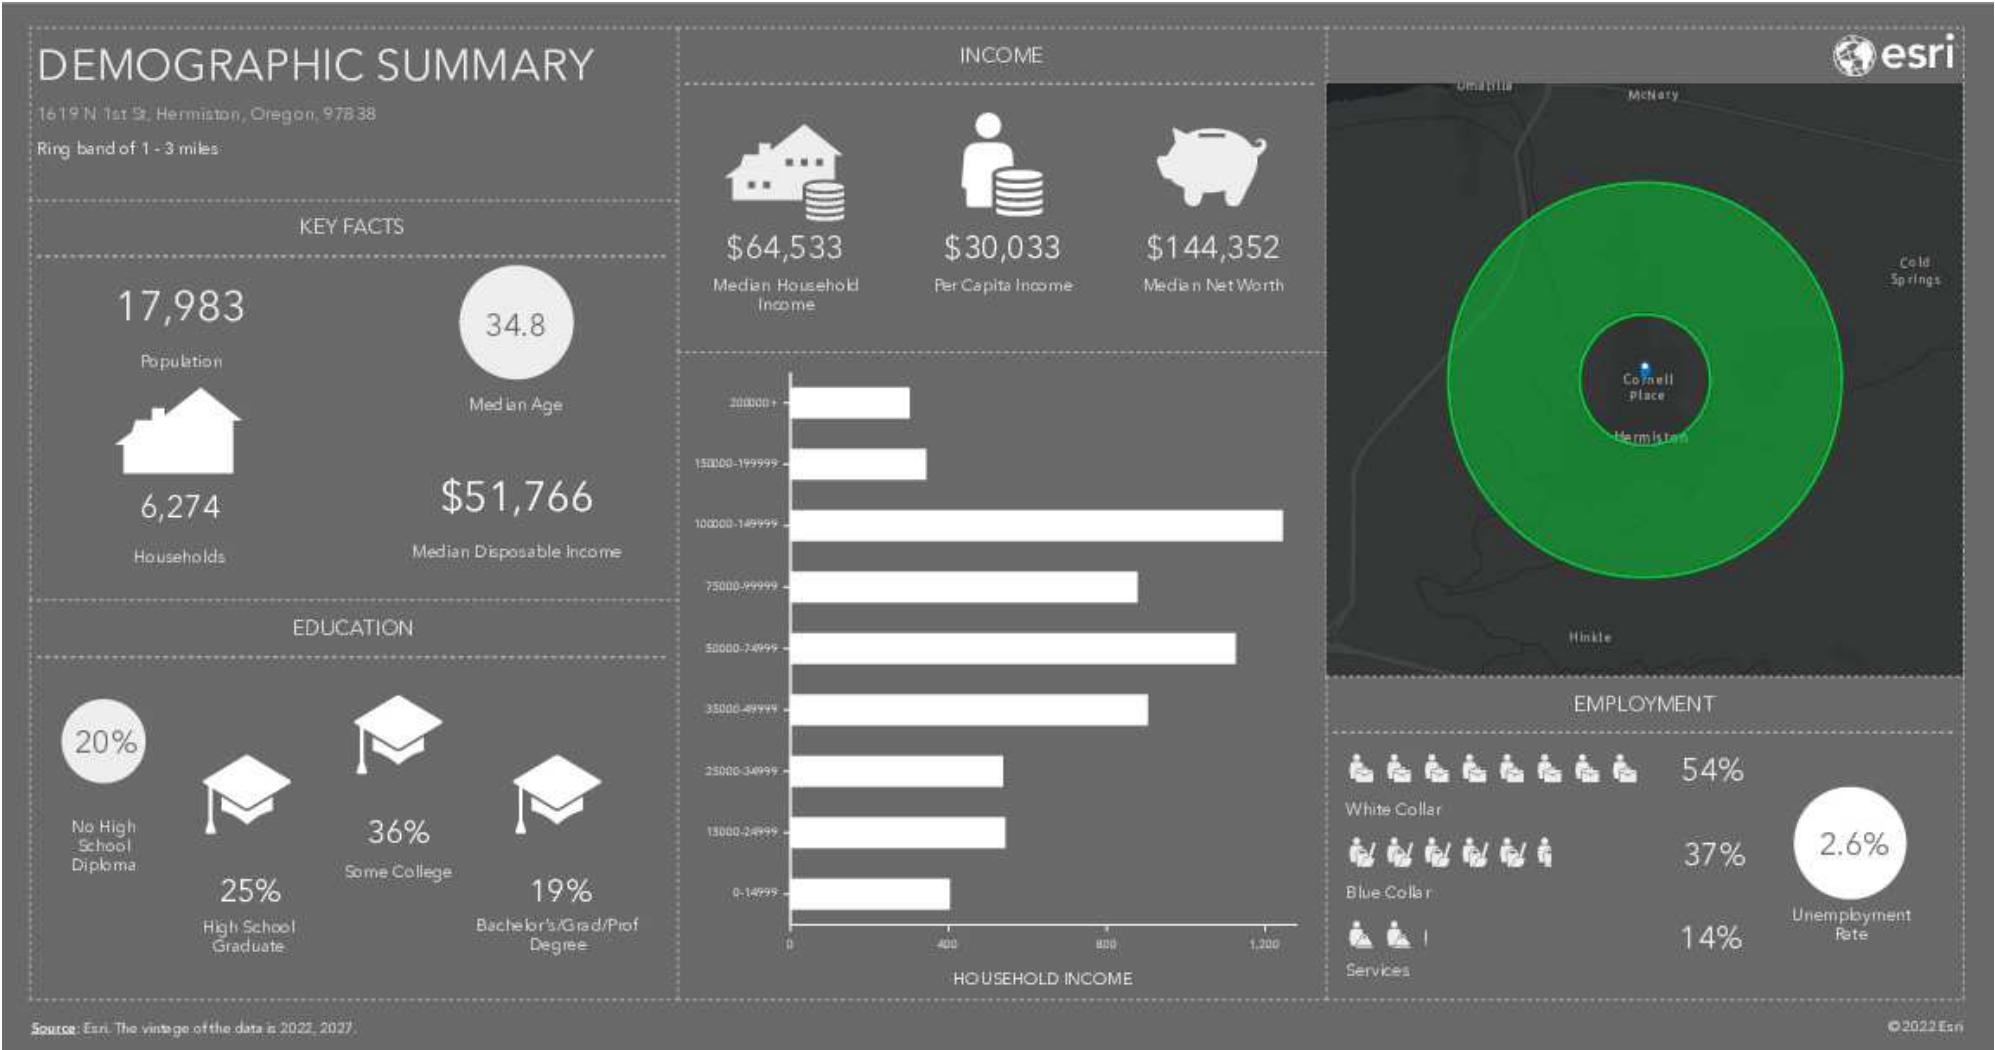 DEMOGRAPHIC SUMMARY
1619 N 1st St, Hermiston, Oregon, 97838
Ring band of 1 - 3 miles
KEY FACTS
17,983
Population
34.8
Median Age
6,274
Households
$51,766
Median Disposable Income
EDUCATION
20%
No High
School
Diploma
25%
High School
Graduate
36%
Some College
19%
Bachelor's/Grad/Prof
Degree
INCOME
$64,533
Median Household
Income
$30,033
Per Capita Income
$144,352
Median Net Worth
200000+
150000-199999
100000-149999
75000-99999
50000-74999
35000-49999
25000-34999
15000-24999
0-14999
0
400
800
1,200
HOUSEHOLD INCOME
esri
Umatilla
McNary
Cold
Springs
Cornell
Place
Hermiston
Hinkle
EMPLOYMENT
54%
White Collar
37%
Blue Collar
14%
Services
2.6%
Unemployment
Rate
Source: Esri. The vintage of the data is 2022, 2027.
© 2022 Esri